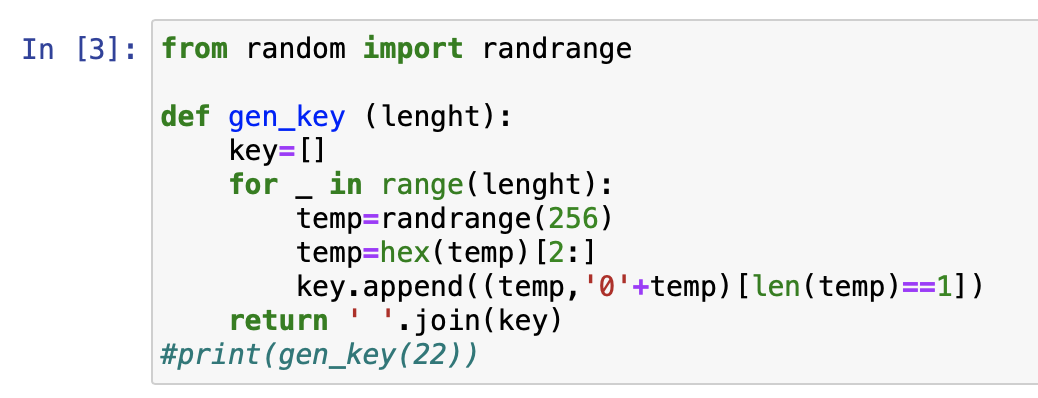 In [3]: from random import randrange
def gen_key (lenght):
    key=[]
    for _ in range(lenght):
        temp=randrange(256)
        temp=hex(temp)[2:]
        key.append((temp,'0'+temp)[len(temp)==1])
    return ' '.join(key)
#print(gen_key(22))